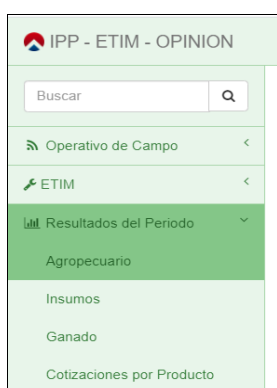 IPP - ETIM - OPINION
Buscar
Operativo de Campo
ETIM
Resultados del Periodo
Agropecuario
Insumos
Ganado
Cotizaciones por Producto